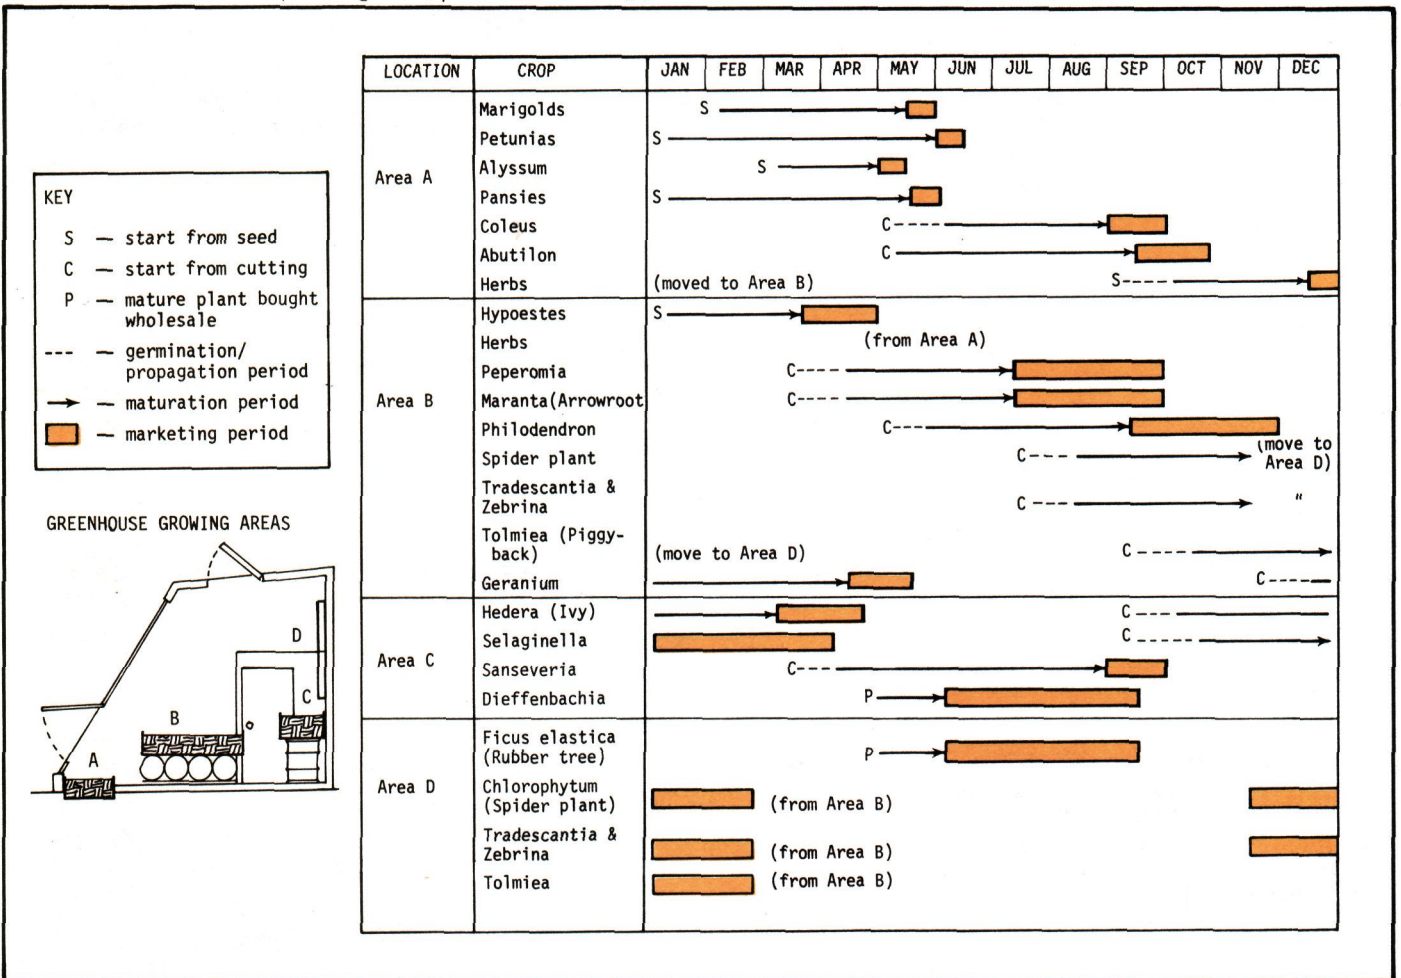 KEY
S — start from seed
C — start from cutting
P — mature plant bought
wholesale
--- — germination/
propagation period
→ — maturation period
— marketing period
GREENHOUSE GROWING AREAS
A
B
C
D
LOCATION CROP JAN FEB MAR APR MAY JUN JUL AUG SEP OCT NOV DEC
Area A
Marigolds S
Petunias S
Alyssum S
Pansies S
Coleus C
Abutilon C
Herbs (moved to Area B) S
Area B
Hypoestes S
Herbs (from Area A)
Peperomia C
Maranta(Arrowroot C
Philodendron C
Spider plant C (move to
Area D)
Tradescantia &
Zebrina C "
Tolmiea (Piggy-
back) (move to Area D) C
Geranium C
Area C
Hedera (Ivy) C
Selaginella C
Sanseveria C
Dieffenbachia P
Area D
Ficus elastica
(Rubber tree) P
Chlorophytum
(Spider plant) (from Area B)
Tradescantia &
Zebrina (from Area B)
Tolmiea (from Area B)